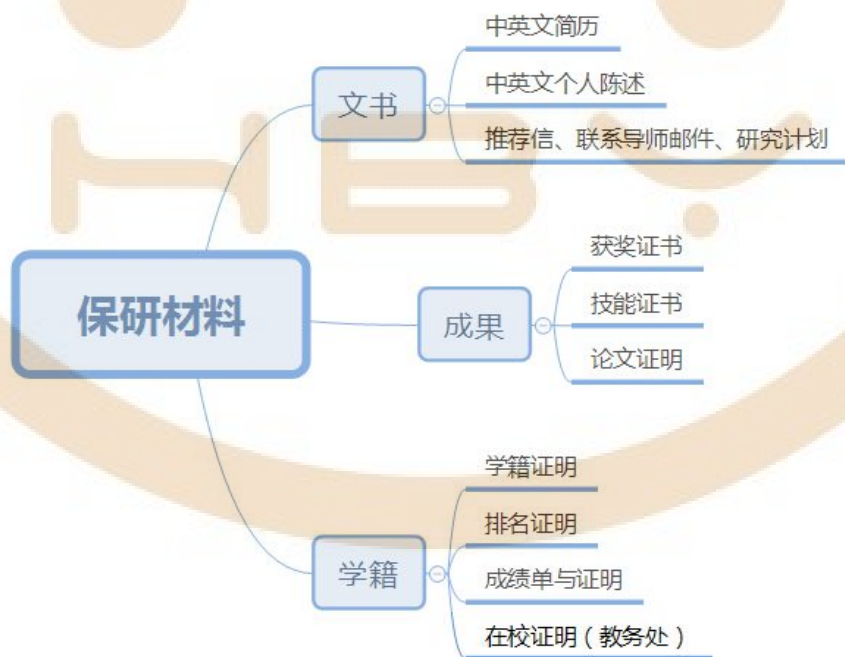 中英文简历
中英文个人陈述
文书
推荐信、联系导师邮件、研究计划
HBY
获奖证书
保研材料
成果
技能证书
论文证明
学籍证明
排名证明
学籍
成绩单与证明
在校证明（教务处）